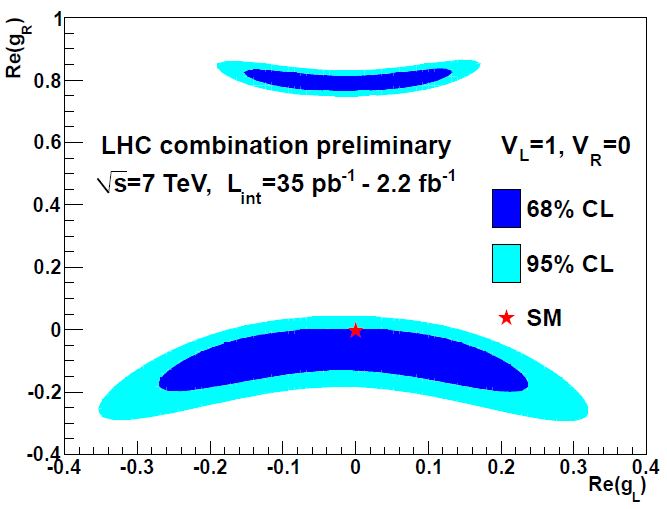 Re(g_R)
1
0.8
0.6
0.4
0.2
0
-0.2
-0.4
LHC combination preliminary
√s=7 TeV, L_int=35 pb^-1 - 2.2 fb^-1
V_L=1, V_R=0
68% CL
95% CL
SM
-0.4 -0.3 -0.2 -0.1 0 0.1 0.2 0.3 0.4
Re(g_L)